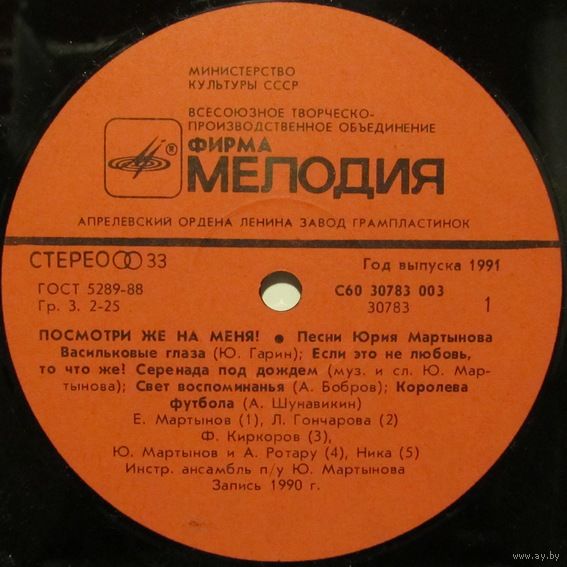 МИНИСТЕРСТВО
КУЛЬТУРЫ СССР
ВСЕСОЮЗНОЕ ТВОРЧЕСКО-
ПРОИЗВОДСТВЕННОЕ ОБЪЕДИНЕНИЕ
®
ФИРМА
МЕЛОДИЯ
АПРЕЛЕВСКИЙ ОРДЕНА ЛЕНИНА ЗАВОД ГРАМПЛАСТИНОК
СТЕРЕО 33
Год выпуска 1991
ГОСТ 5289-88
С60 30783 003
Гр. 3. 2-25
30783
1
ПОСМОТРИ ЖЕ НА МЕНЯ! ● Песни Юрия Мартынова
Васильковые глаза (Ю. Гарин); Если это не любовь,
то что же! Серенада под дождем (муз. и сл. Ю. Мар-
тынова); Свет воспоминанья (А. Бобров); Королева
футбола (А. Шунавикин)
Е. Мартынов (1), Л. Гончарова (2)
Ф. Киркоров (3),
Ю. Мартынов и А. Ротару (4), Ника (5)
Инстр. ансамбль п/у Ю. Мартынова
Запись 1990 г.
www.ay.by